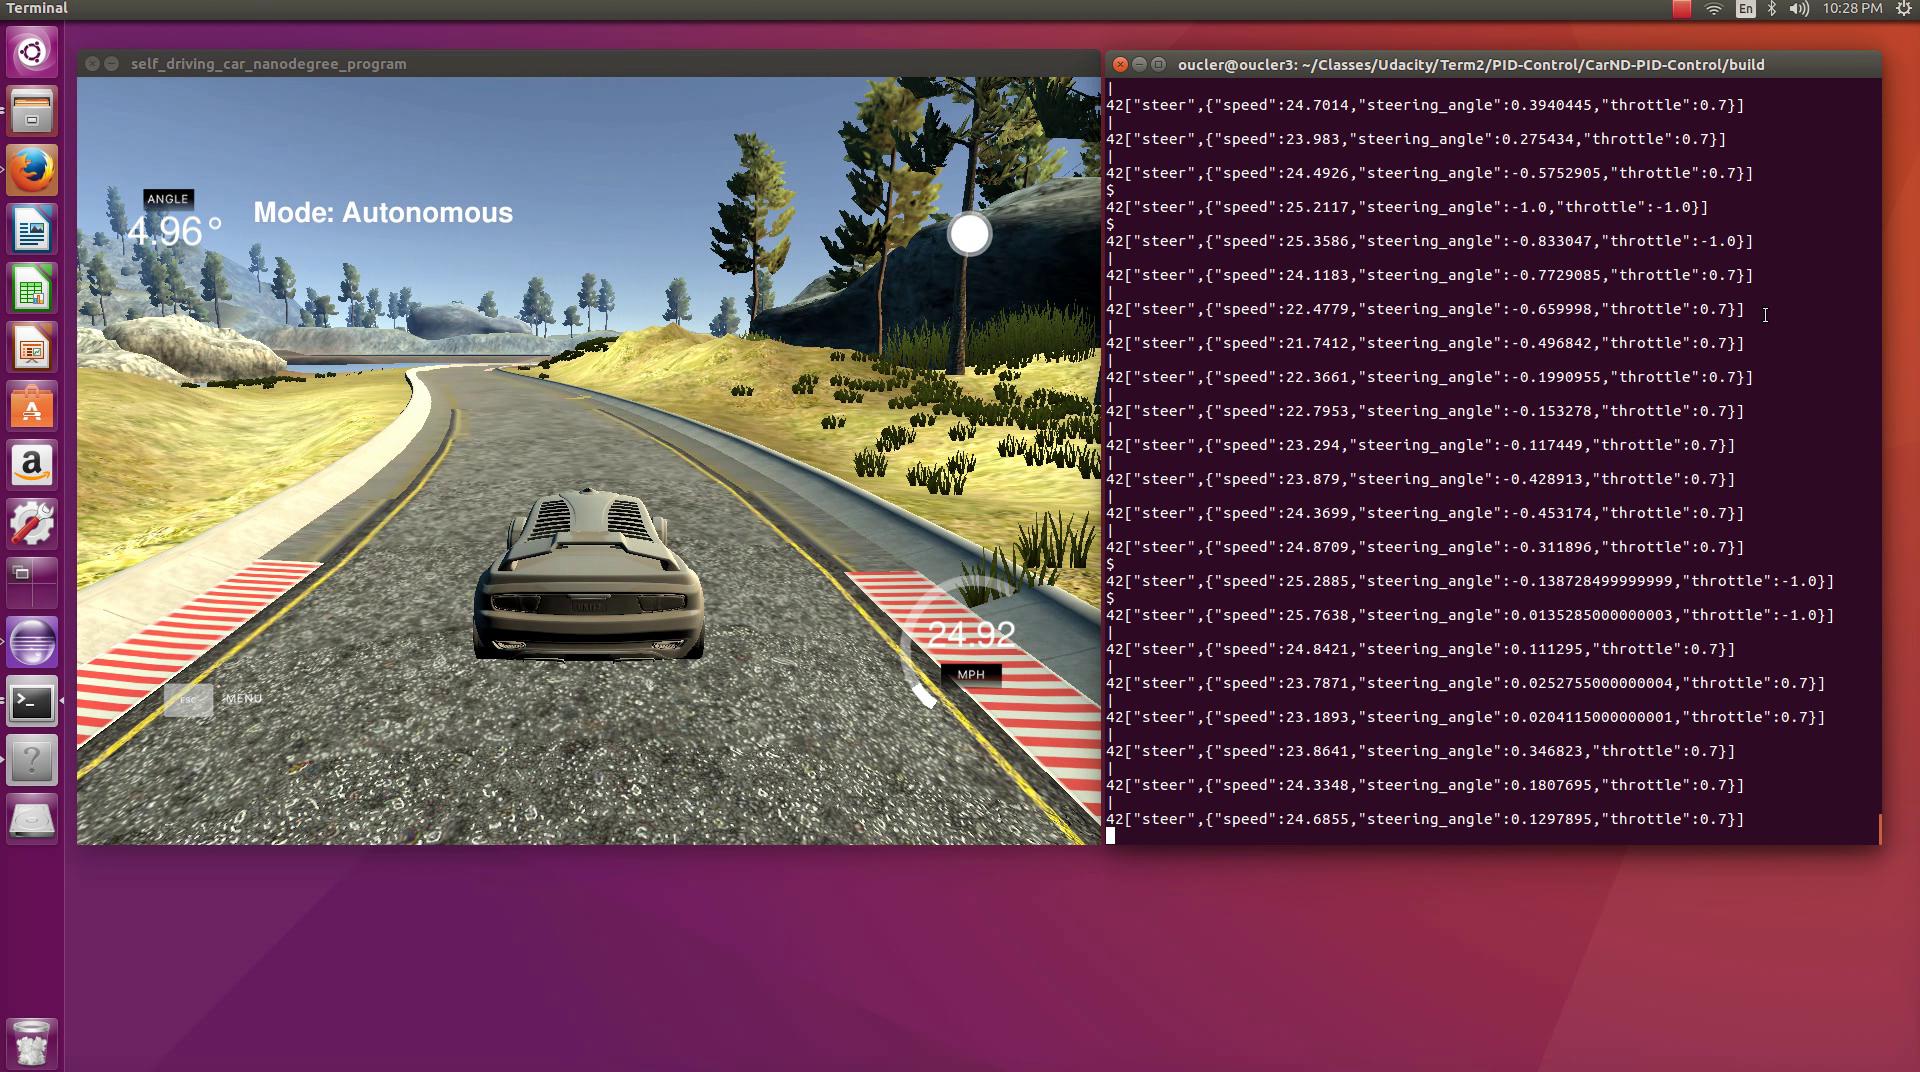 Terminal
En
10:28 PM
self_driving_car_nanodegree_program
ANGLE
4.96°
Mode: Autonomous
24.92
MPH
ESC
MENU
oucler@oucler3: ~/Classes/Udacity/Term2/PID-Control/CarND-PID-Control/build
|
42["steer",{"speed":24.7014,"steering_angle":0.3940445,"throttle":0.7}]
|
42["steer",{"speed":23.983,"steering_angle":0.275434,"throttle":0.7}]
|
42["steer",{"speed":24.4926,"steering_angle":-0.5752905,"throttle":0.7}]
$
42["steer",{"speed":25.2117,"steering_angle":-1.0,"throttle":-1.0}]
$
42["steer",{"speed":25.3586,"steering_angle":-0.833047,"throttle":-1.0}]
|
42["steer",{"speed":24.1183,"steering_angle":-0.7729085,"throttle":0.7}]
|
42["steer",{"speed":22.4779,"steering_angle":-0.659998,"throttle":0.7}]
|
42["steer",{"speed":21.7412,"steering_angle":-0.496842,"throttle":0.7}]
|
42["steer",{"speed":22.3661,"steering_angle":-0.1990955,"throttle":0.7}]
|
42["steer",{"speed":22.7953,"steering_angle":-0.153278,"throttle":0.7}]
|
42["steer",{"speed":23.294,"steering_angle":-0.117449,"throttle":0.7}]
|
42["steer",{"speed":23.879,"steering_angle":-0.428913,"throttle":0.7}]
|
42["steer",{"speed":24.3699,"steering_angle":-0.453174,"throttle":0.7}]
|
42["steer",{"speed":24.8709,"steering_angle":-0.311896,"throttle":0.7}]
$
42["steer",{"speed":25.2885,"steering_angle":-0.138728499999999,"throttle":-1.0}]
$
42["steer",{"speed":25.7638,"steering_angle":0.0135285000000003,"throttle":-1.0}]
|
42["steer",{"speed":24.8421,"steering_angle":0.111295,"throttle":0.7}]
|
42["steer",{"speed":23.7871,"steering_angle":0.0252755000000004,"throttle":0.7}]
|
42["steer",{"speed":23.1893,"steering_angle":0.0204115000000001,"throttle":0.7}]
|
42["steer",{"speed":23.8641,"steering_angle":0.346823,"throttle":0.7}]
|
42["steer",{"speed":24.3348,"steering_angle":0.1807695,"throttle":0.7}]
|
42["steer",{"speed":24.6855,"steering_angle":0.1297895,"throttle":0.7}]